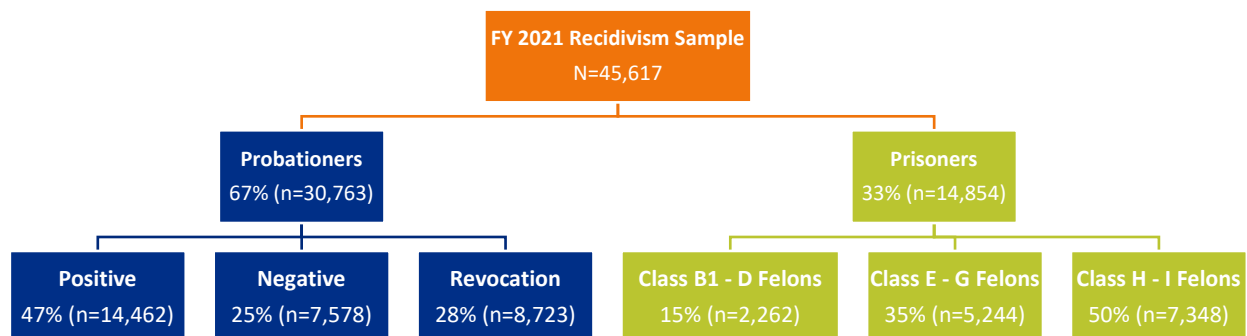 FY 2021 Recidivism Sample
N=45,617
Probationers
67% (n=30,763)
Prisoners
33% (n=14,854)
Positive
47% (n=14,462)
Negative
25% (n=7,578)
Revocation
28% (n=8,723)
Class B1 - D Felons
15% (n=2,262)
Class E - G Felons
35% (n=5,244)
Class H - I Felons
50% (n=7,348)